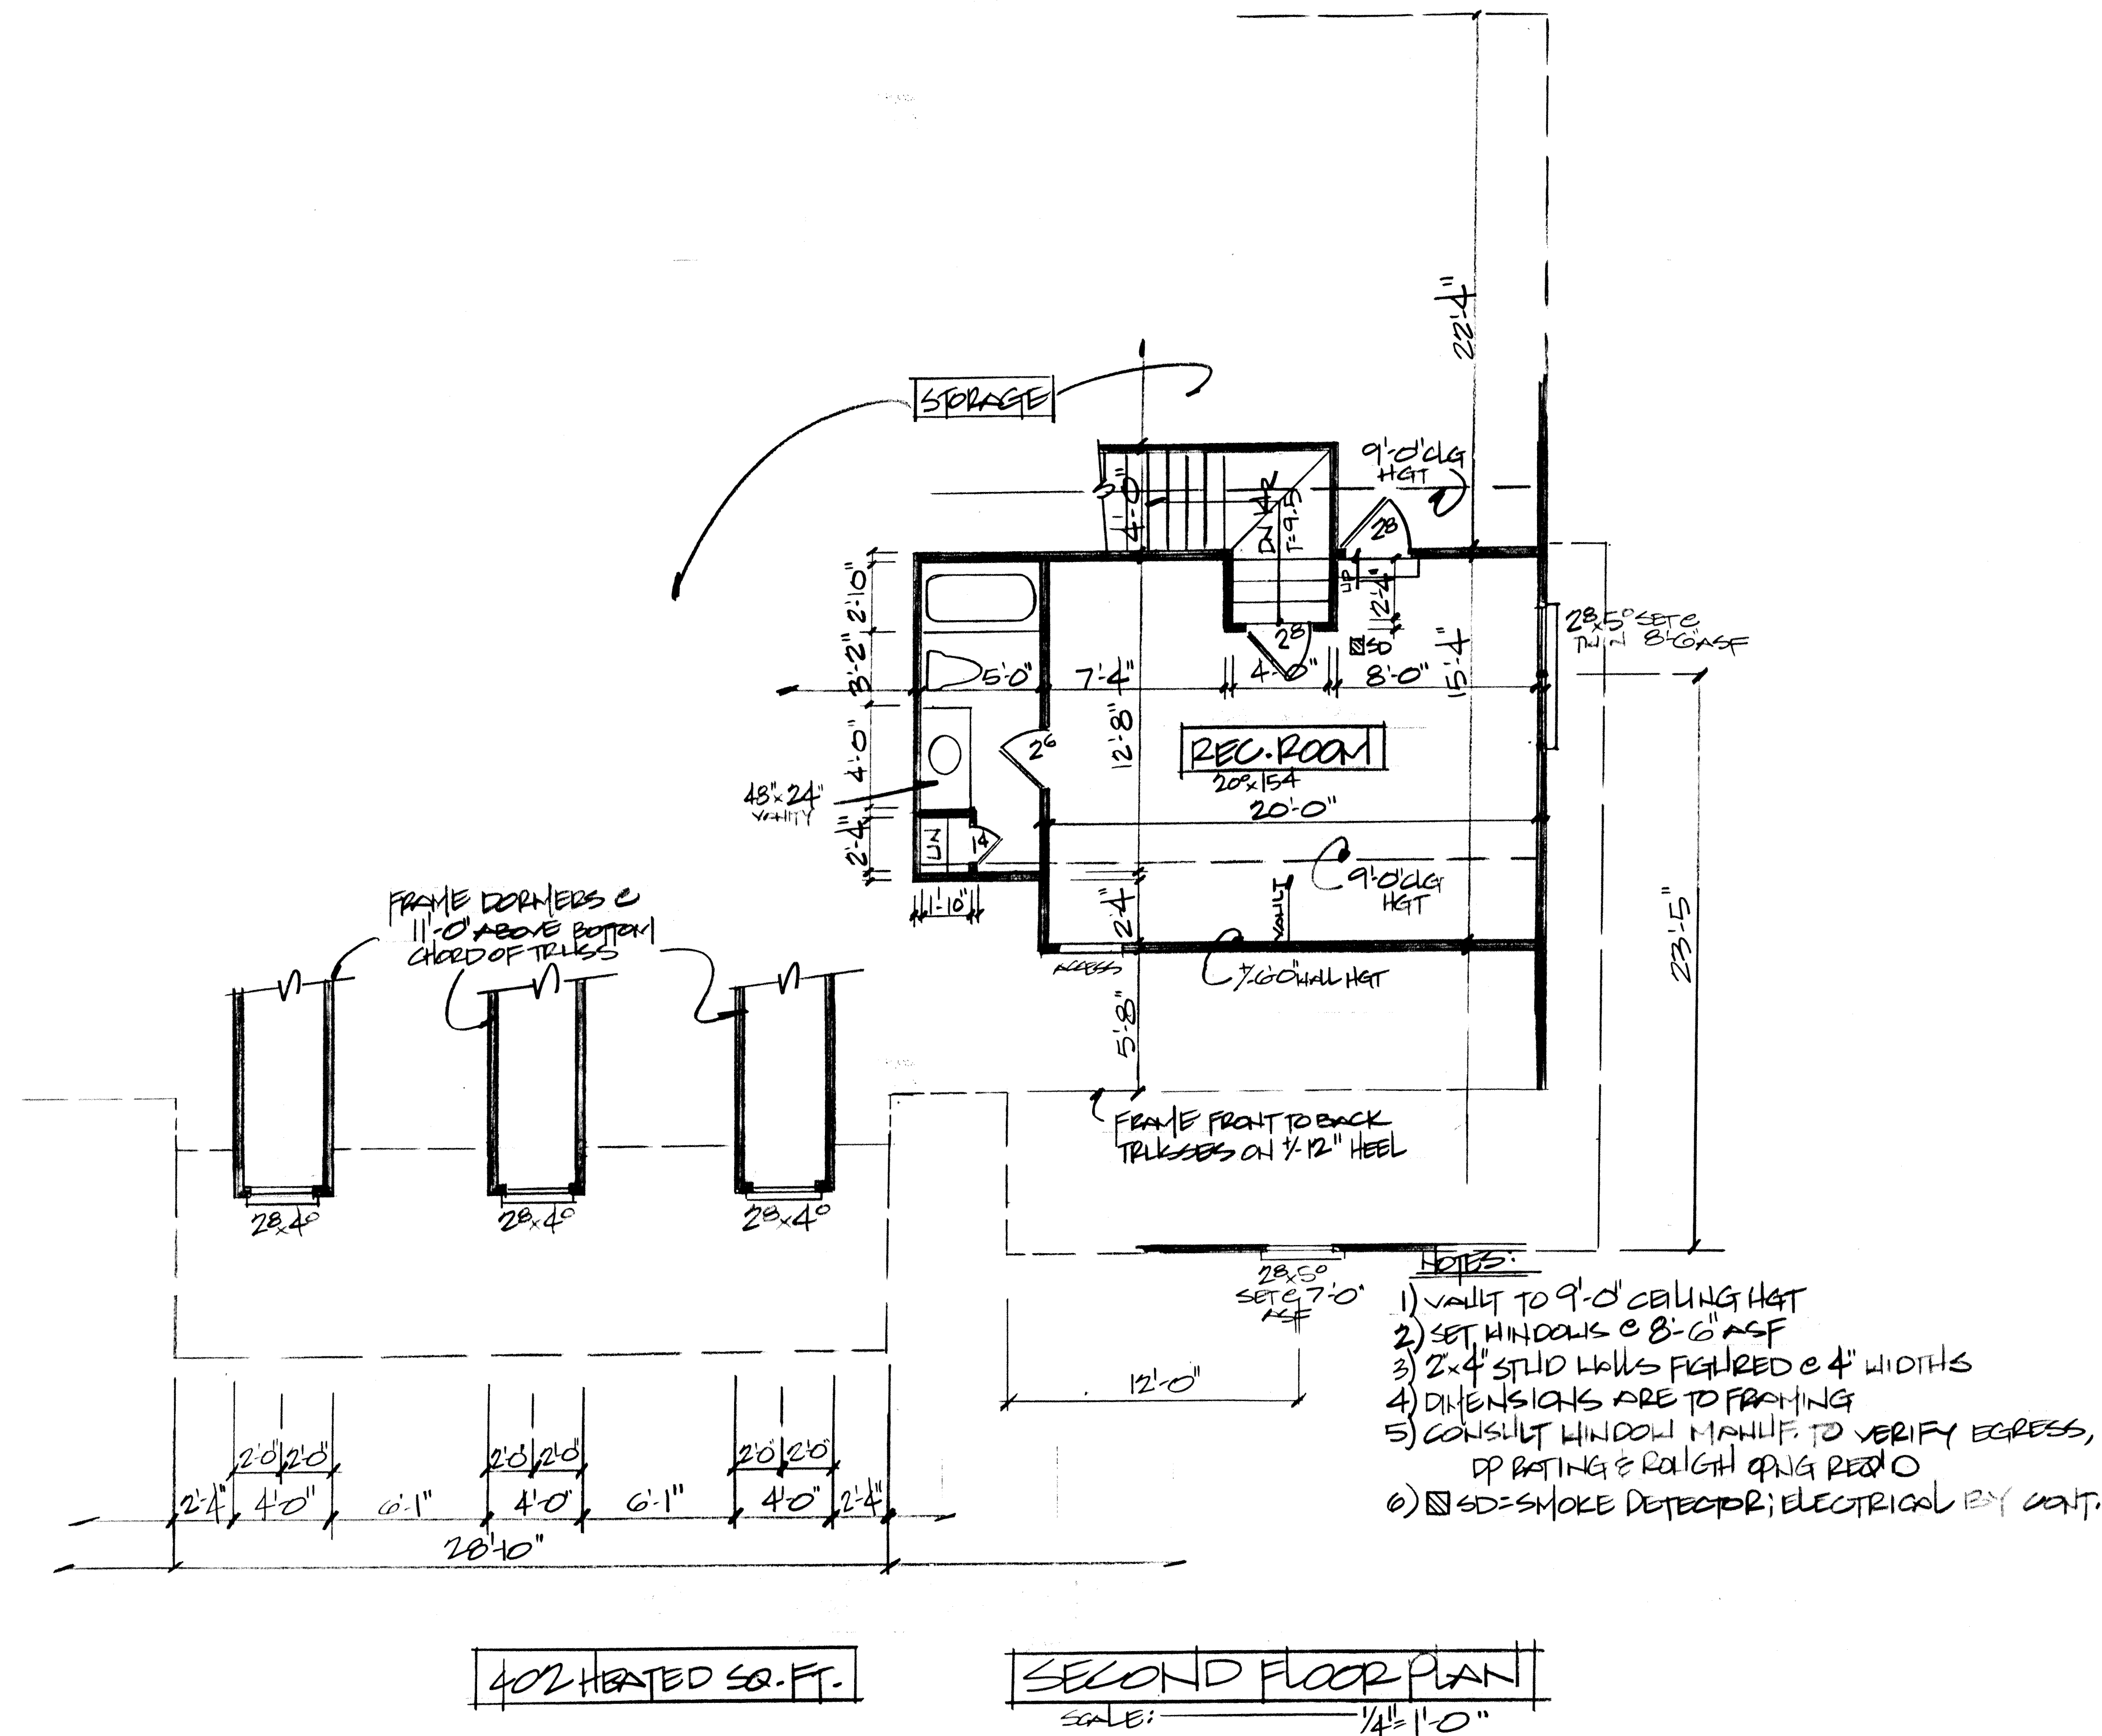 22'-4"
STORAGE
9'-0" CLG
HGT
4'-0"
T=9.5
28
UP
2'-10"
3'-2"
4'-0"
2'-4"
5'-0"
7'-4"
4'-0"
8'-0"
28
SD
15'-4"
12'-8"
28x50 SET @
TWIN 8'-6" ASF
26
REC. ROOM
200x154
20'-0"
48"x24"
VANITY
LIN
14
1'-10"
9'-0" CLG
HGT
VAULT
2'-4"
ACCESS
+/-6'-0" WALL HGT
23'-5"
FRAME DORMERS @
11'-0" ABOVE BOTTOM
CHORD OF TRUSS
5'-8"
FRAME FRONT TO BACK
TRUSSES ON +/-12" HEEL
28x40
28x40
28x40
28x50
SET @ 7'-0"
ASF
12'-0"
NOTES:
1) VAULT TO 9'-0" CEILING HGT
2) SET WINDOWS @ 8'-6" ASF
3) 2"x4" STUD WALLS FIGURED @ 4" WIDTHS
4) DIMENSIONS ARE TO FRAMING
5) CONSULT WINDOW MANUF. TO VERIFY EGRESS,
DP RATING & ROUGH OPNG REQ'D
6) SD=SMOKE DETECTOR; ELECTRICAL BY CONT.
2'-0" 2'-0" 2'-0" 2'-0" 2'-0" 2'-0"
2'-4" 4'-0" 6'-1" 4'-0" 6'-1" 4'-0" 2'-4"
28'-10"
402 HEATED SQ. FT.
SECOND FLOOR PLAN
SCALE: 1/4"=1'-0"